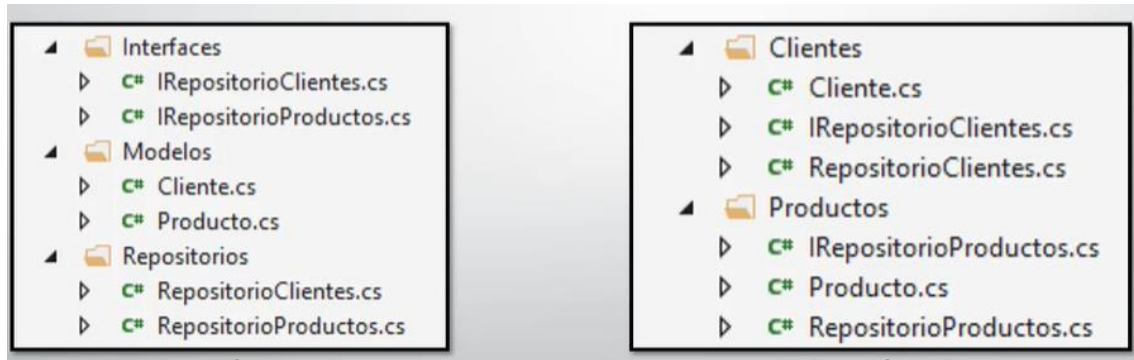 Interfaces
C# IRepositorioClientes.cs
C# IRepositorioProductos.cs
Modelos
C# Cliente.cs
C# Producto.cs
Repositorios
C# RepositorioClientes.cs
C# RepositorioProductos.cs
Clientes
C# Cliente.cs
C# IRepositorioClientes.cs
C# RepositorioClientes.cs
Productos
C# IRepositorioProductos.cs
C# Producto.cs
C# RepositorioProductos.cs